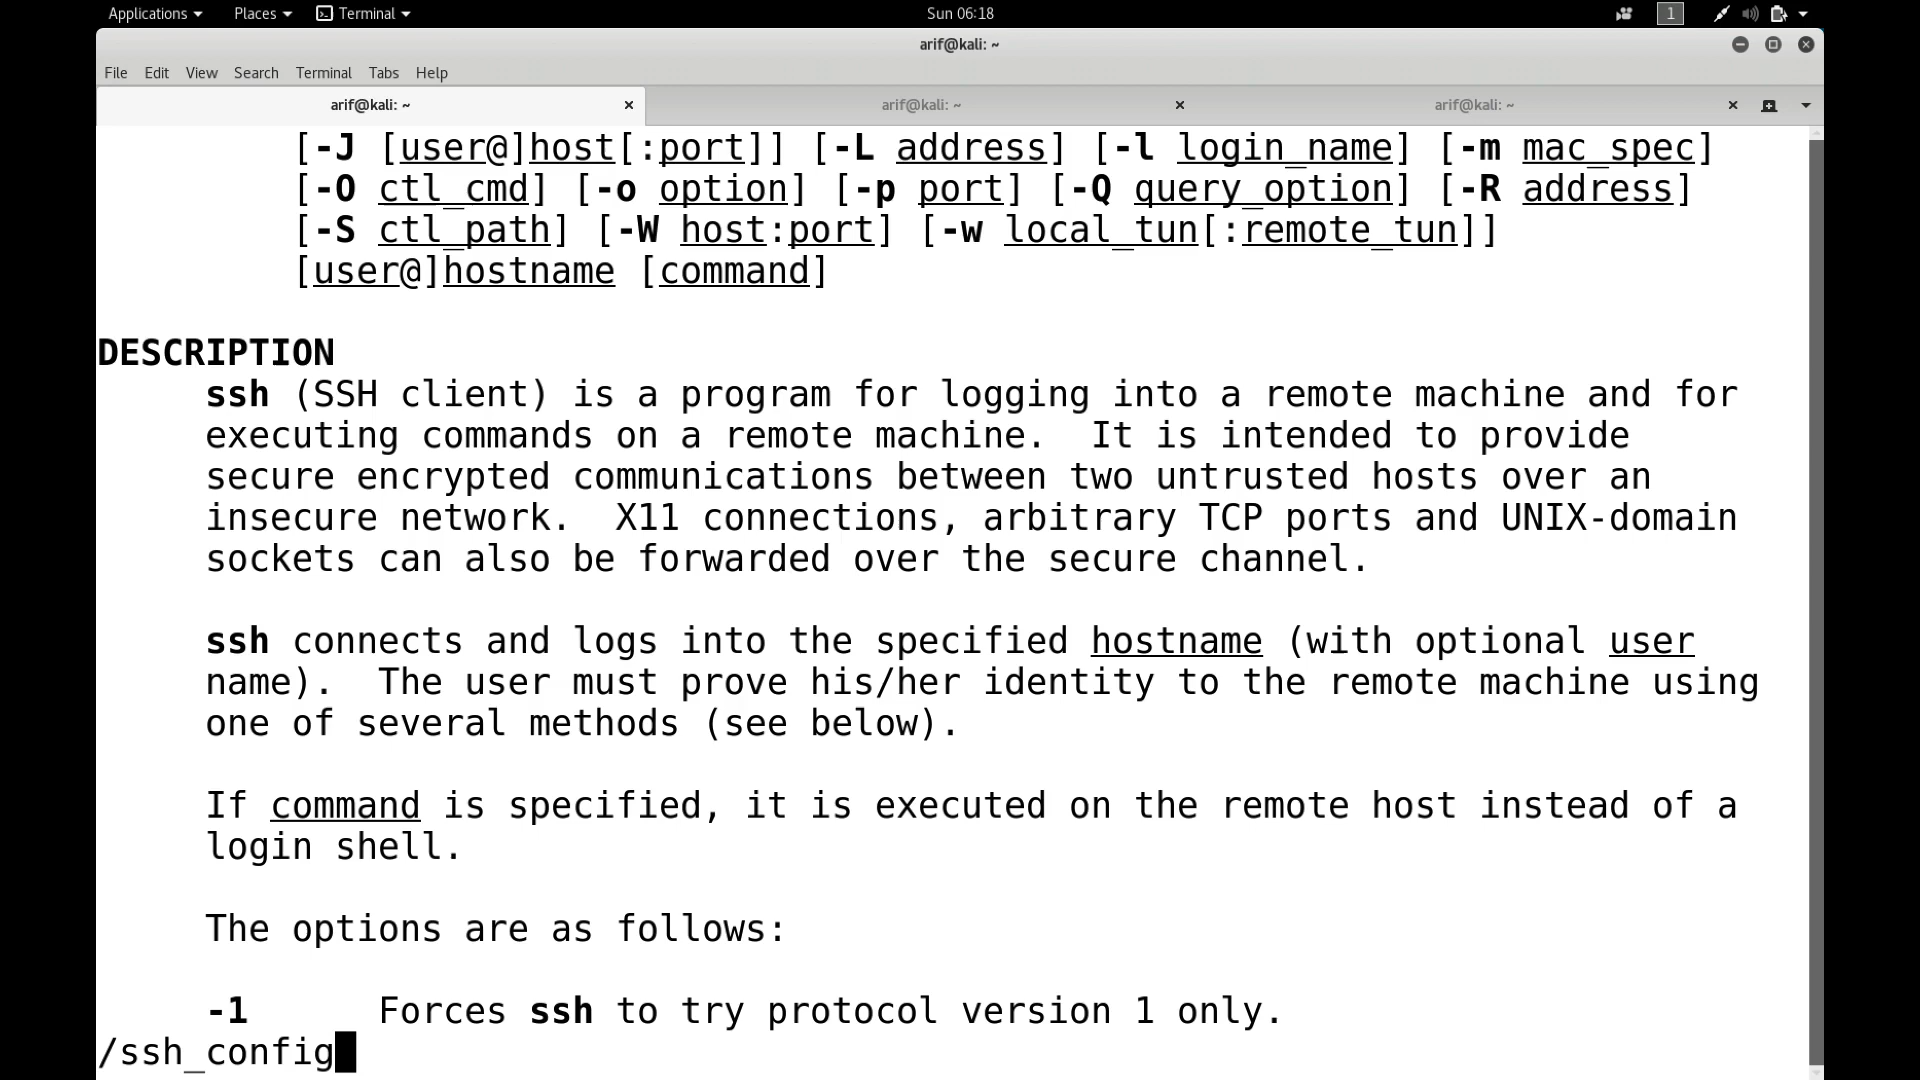 Applications Places Terminal Sun 06:18 1
arif@kali: ~
File Edit View Search Terminal Tabs Help
arif@kali: ~ arif@kali: ~ arif@kali: ~
[-J [user@]host[:port]] [-L address] [-l login_name] [-m mac_spec]
[-O ctl_cmd] [-o option] [-p port] [-Q query_option] [-R address]
[-S ctl_path] [-W host:port] [-w local_tun[:remote_tun]]
[user@]hostname [command]
DESCRIPTION
ssh (SSH client) is a program for logging into a remote machine and for
executing commands on a remote machine.  It is intended to provide
secure encrypted communications between two untrusted hosts over an
insecure network.  X11 connections, arbitrary TCP ports and UNIX-domain
sockets can also be forwarded over the secure channel.
ssh connects and logs into the specified hostname (with optional user
name).  The user must prove his/her identity to the remote machine using
one of several methods (see below).
If command is specified, it is executed on the remote host instead of a
login shell.
The options are as follows:
-1      Forces ssh to try protocol version 1 only.
/ssh_config